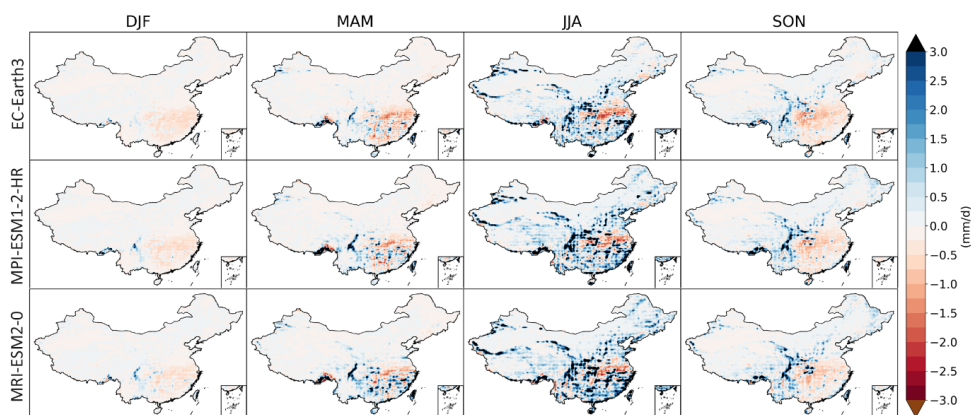 DJF MAM JJA SON
EC-Earth3
MPI-ESM1-2-HR
MRI-ESM2-0
3.0
2.5
2.0
1.5
1.0
0.5
0.0
−0.5
−1.0
−1.5
−2.0
−2.5
−3.0
(mm/d)